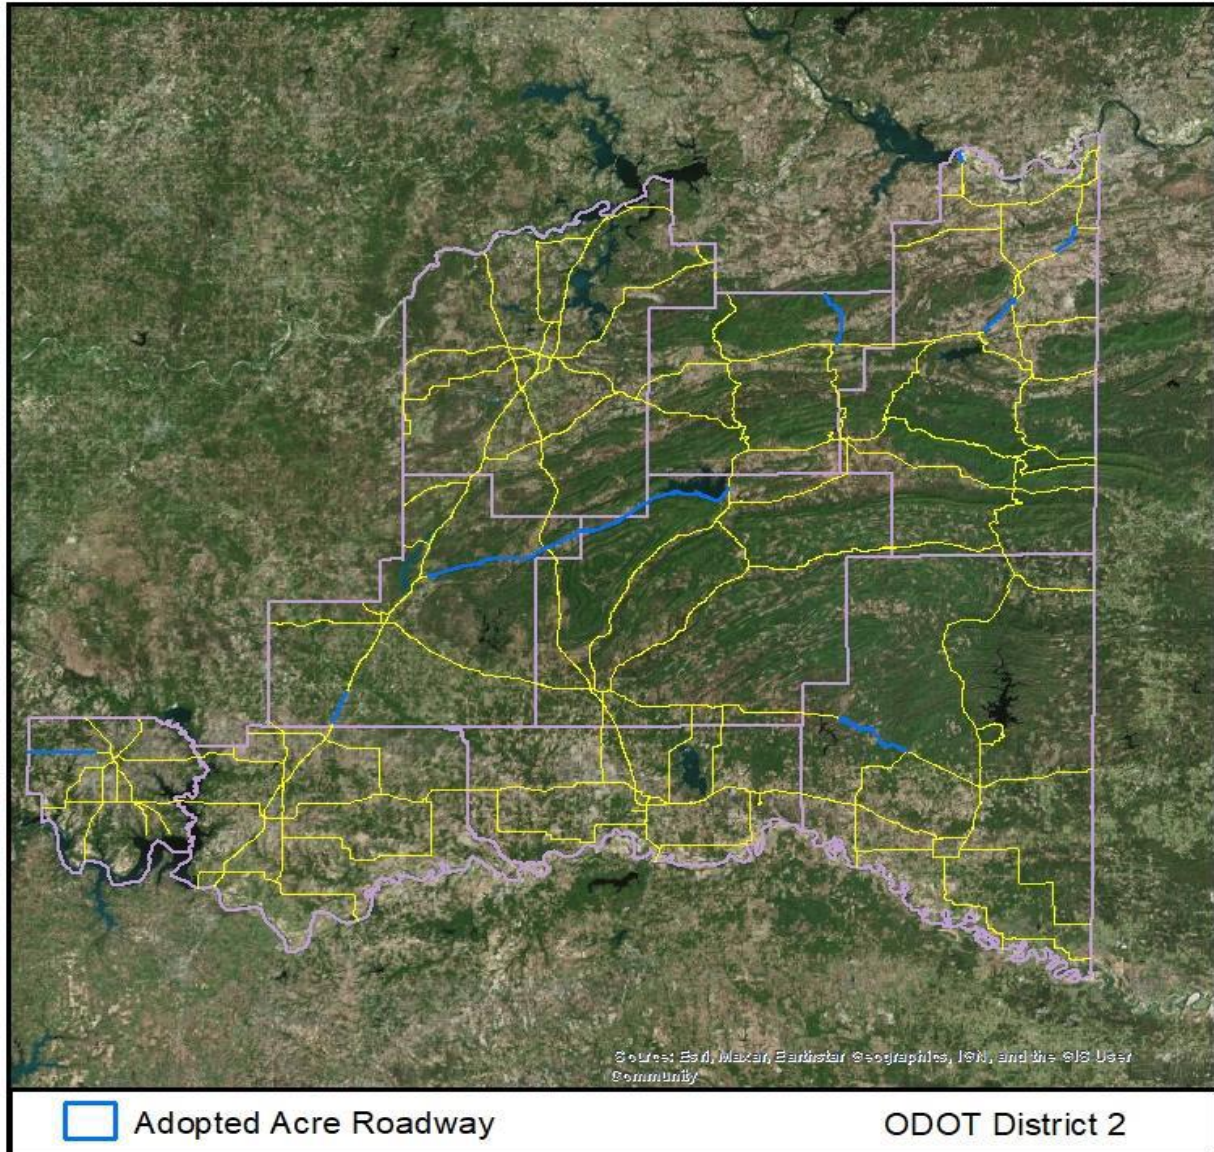 Source: Esri, Maxar, Earthstar Geographics, IGN, and the GIS User
Community
Adopted Acre Roadway
ODOT District 2